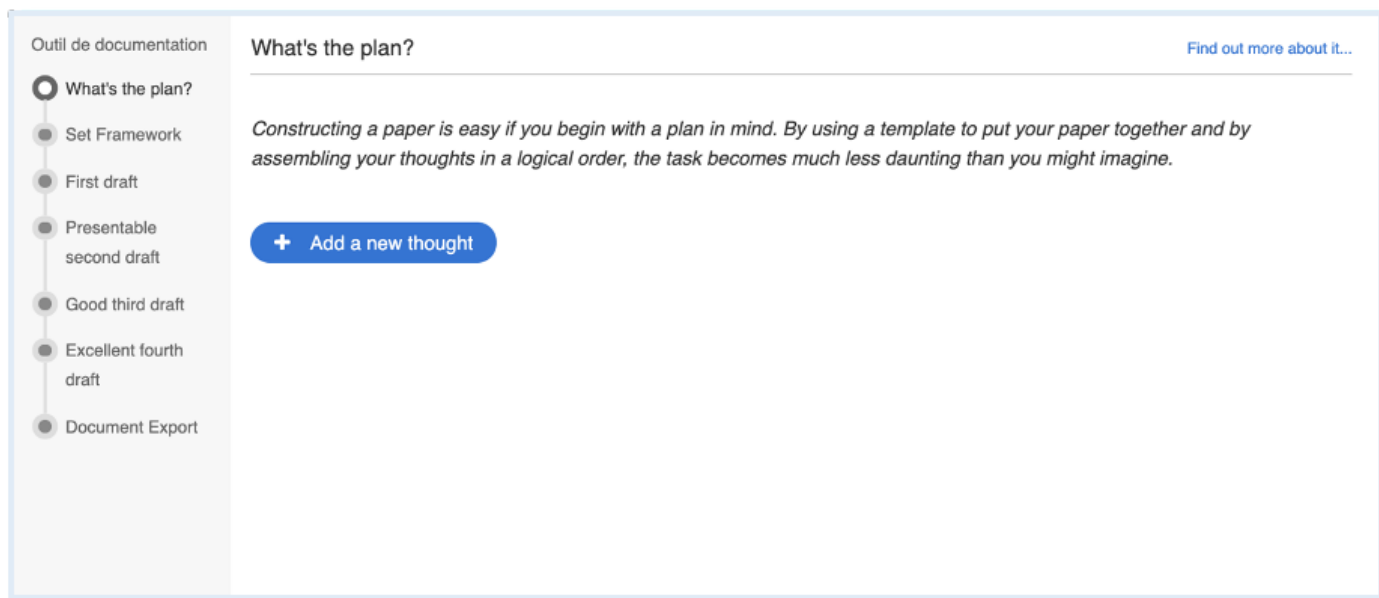 Outil de documentation
What's the plan?
Set Framework
First draft
Presentable
second draft
Good third draft
Excellent fourth
draft
Document Export
What's the plan?
Find out more about it...
Constructing a paper is easy if you begin with a plan in mind. By using a template to put your paper together and by
assembling your thoughts in a logical order, the task becomes much less daunting than you might imagine.
+ Add a new thought